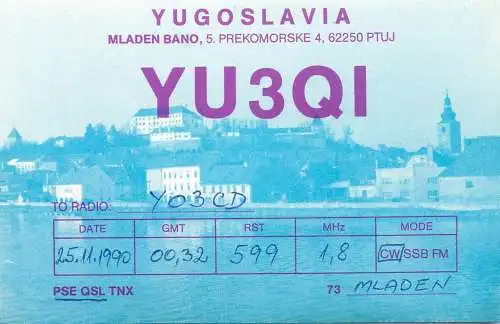 YUGOSLAVIA
MLADEN BANO, 5. PREKOMORSKE 4, 62250 PTUJ
YU3QI
TO RADIO: YO3CD
DATE GMT RST MHz MODE
25.11.1990 00,32 599 1,8 CW/SSB FM
PSE QSL TNX 73 MLADEN